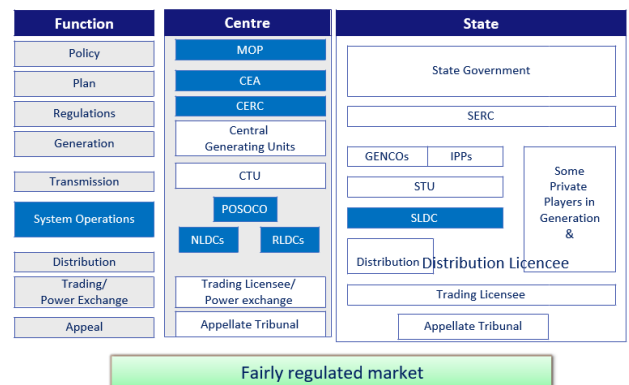 Function
Centre
State
Policy
MOP
State Government
Plan
CEA
Regulations
CERC
SERC
Generation
Central
Generating Units
GENCOs
IPPs
Some
Private
Players in
Generation
&
Transmission
CTU
STU
System Operations
POSOCO
SLDC
NLDCs
RLDCs
Distribution
Distribution
Distribution Licencee
Trading/
Power Exchange
Trading Licensee/
Power exchange
Trading Licensee
Appeal
Appellate Tribunal
Appellate Tribunal
Fairly regulated market